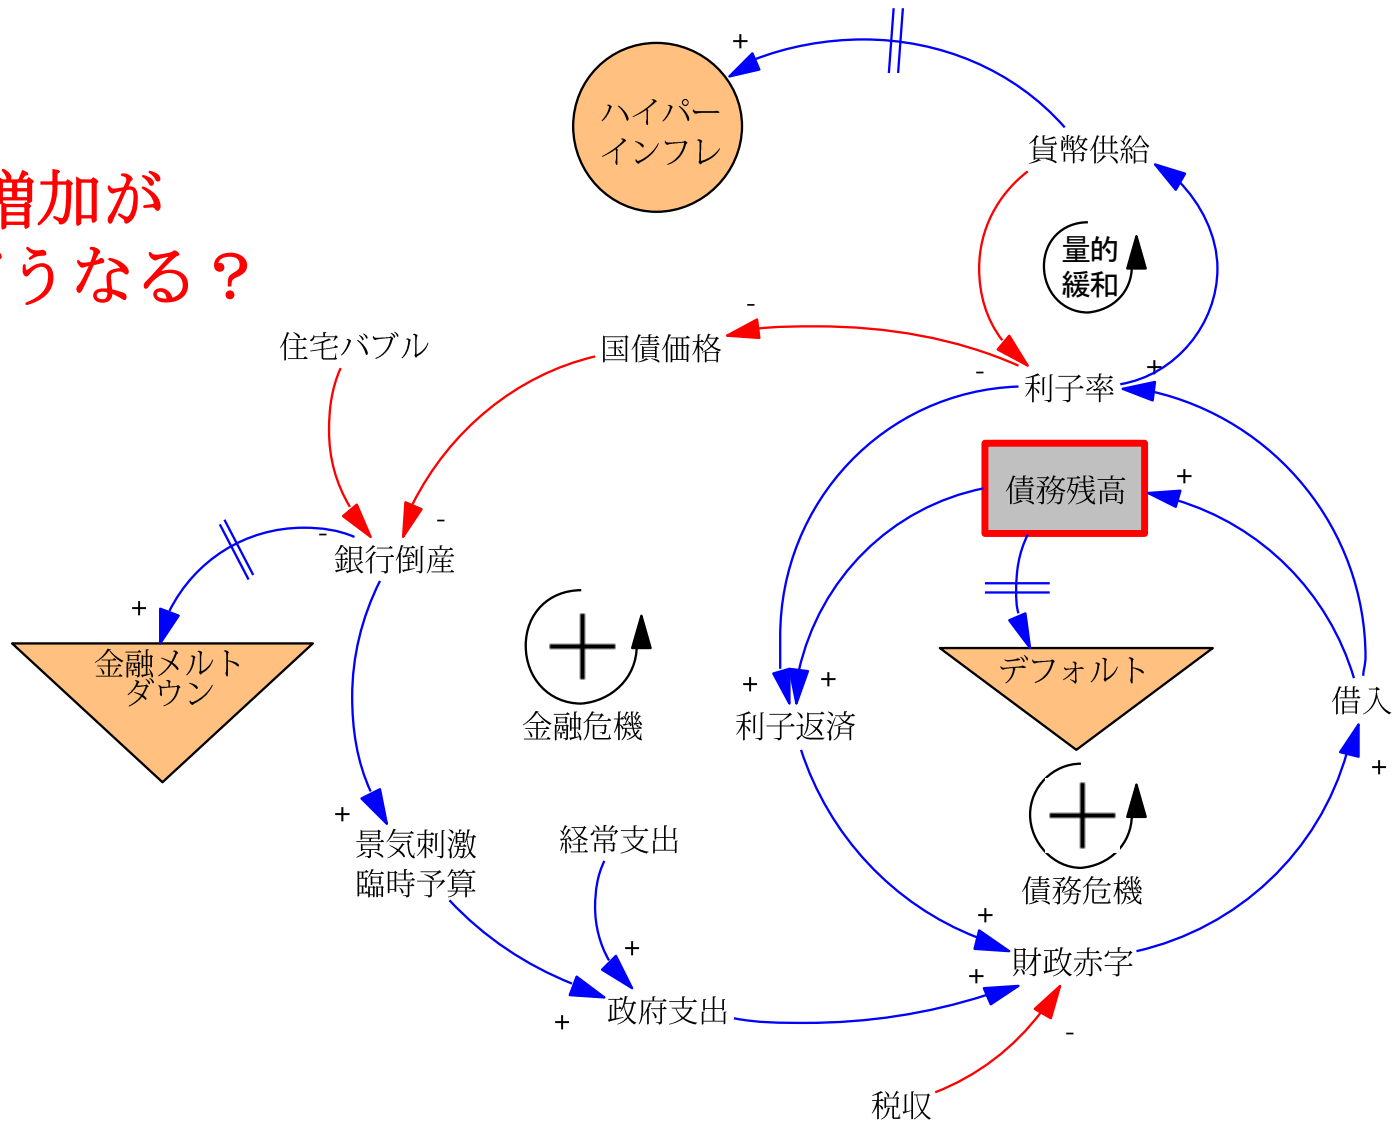 増加が
うなる？
+
ハイパー
インフレ
貨幣供給
量的
緩和
-
住宅バブル
国債価格
-
+
利子率
債務残高
+
-
-
銀行倒産
+
金融メルト
ダウン
+
金融危機
+
+
利子返済
デフォルト
借入
+
+
債務危機
+
景気刺激
臨時予算
経常支出
+
+
財政赤字
+
+
政府支出
-
税収